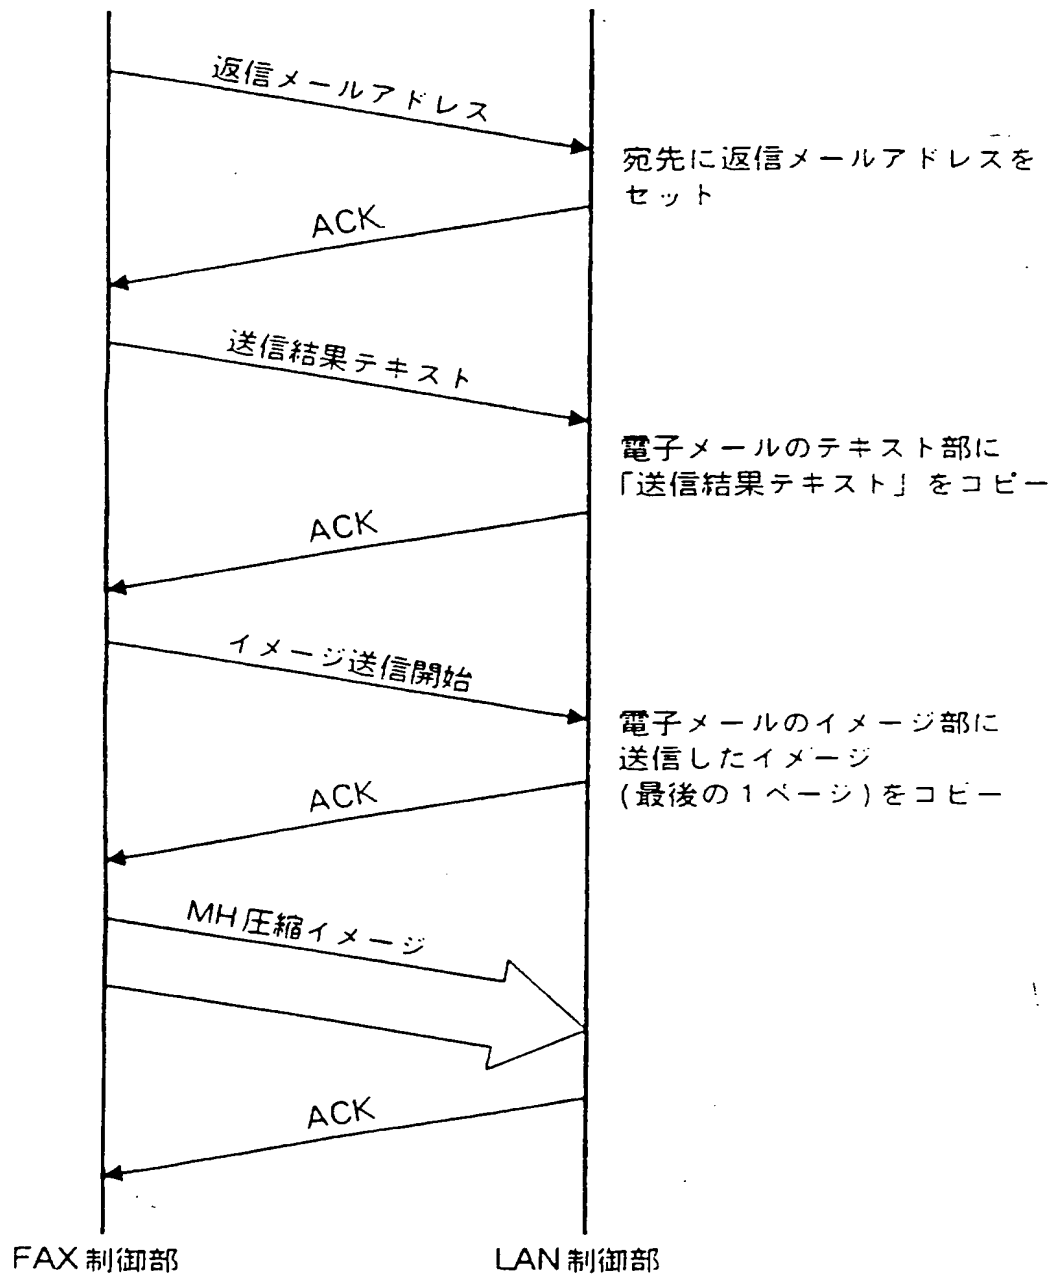 返信メールアドレス
宛先に返信メールアドレスを
セット
ACK
送信結果テキスト
電子メールのテキスト部に
「送信結果テキスト」をコピー
ACK
イメージ送信開始
電子メールのイメージ部に
送信したイメージ
(最後の1ページ)をコピー
ACK
MH圧縮イメージ
ACK
FAX制御部
LAN制御部